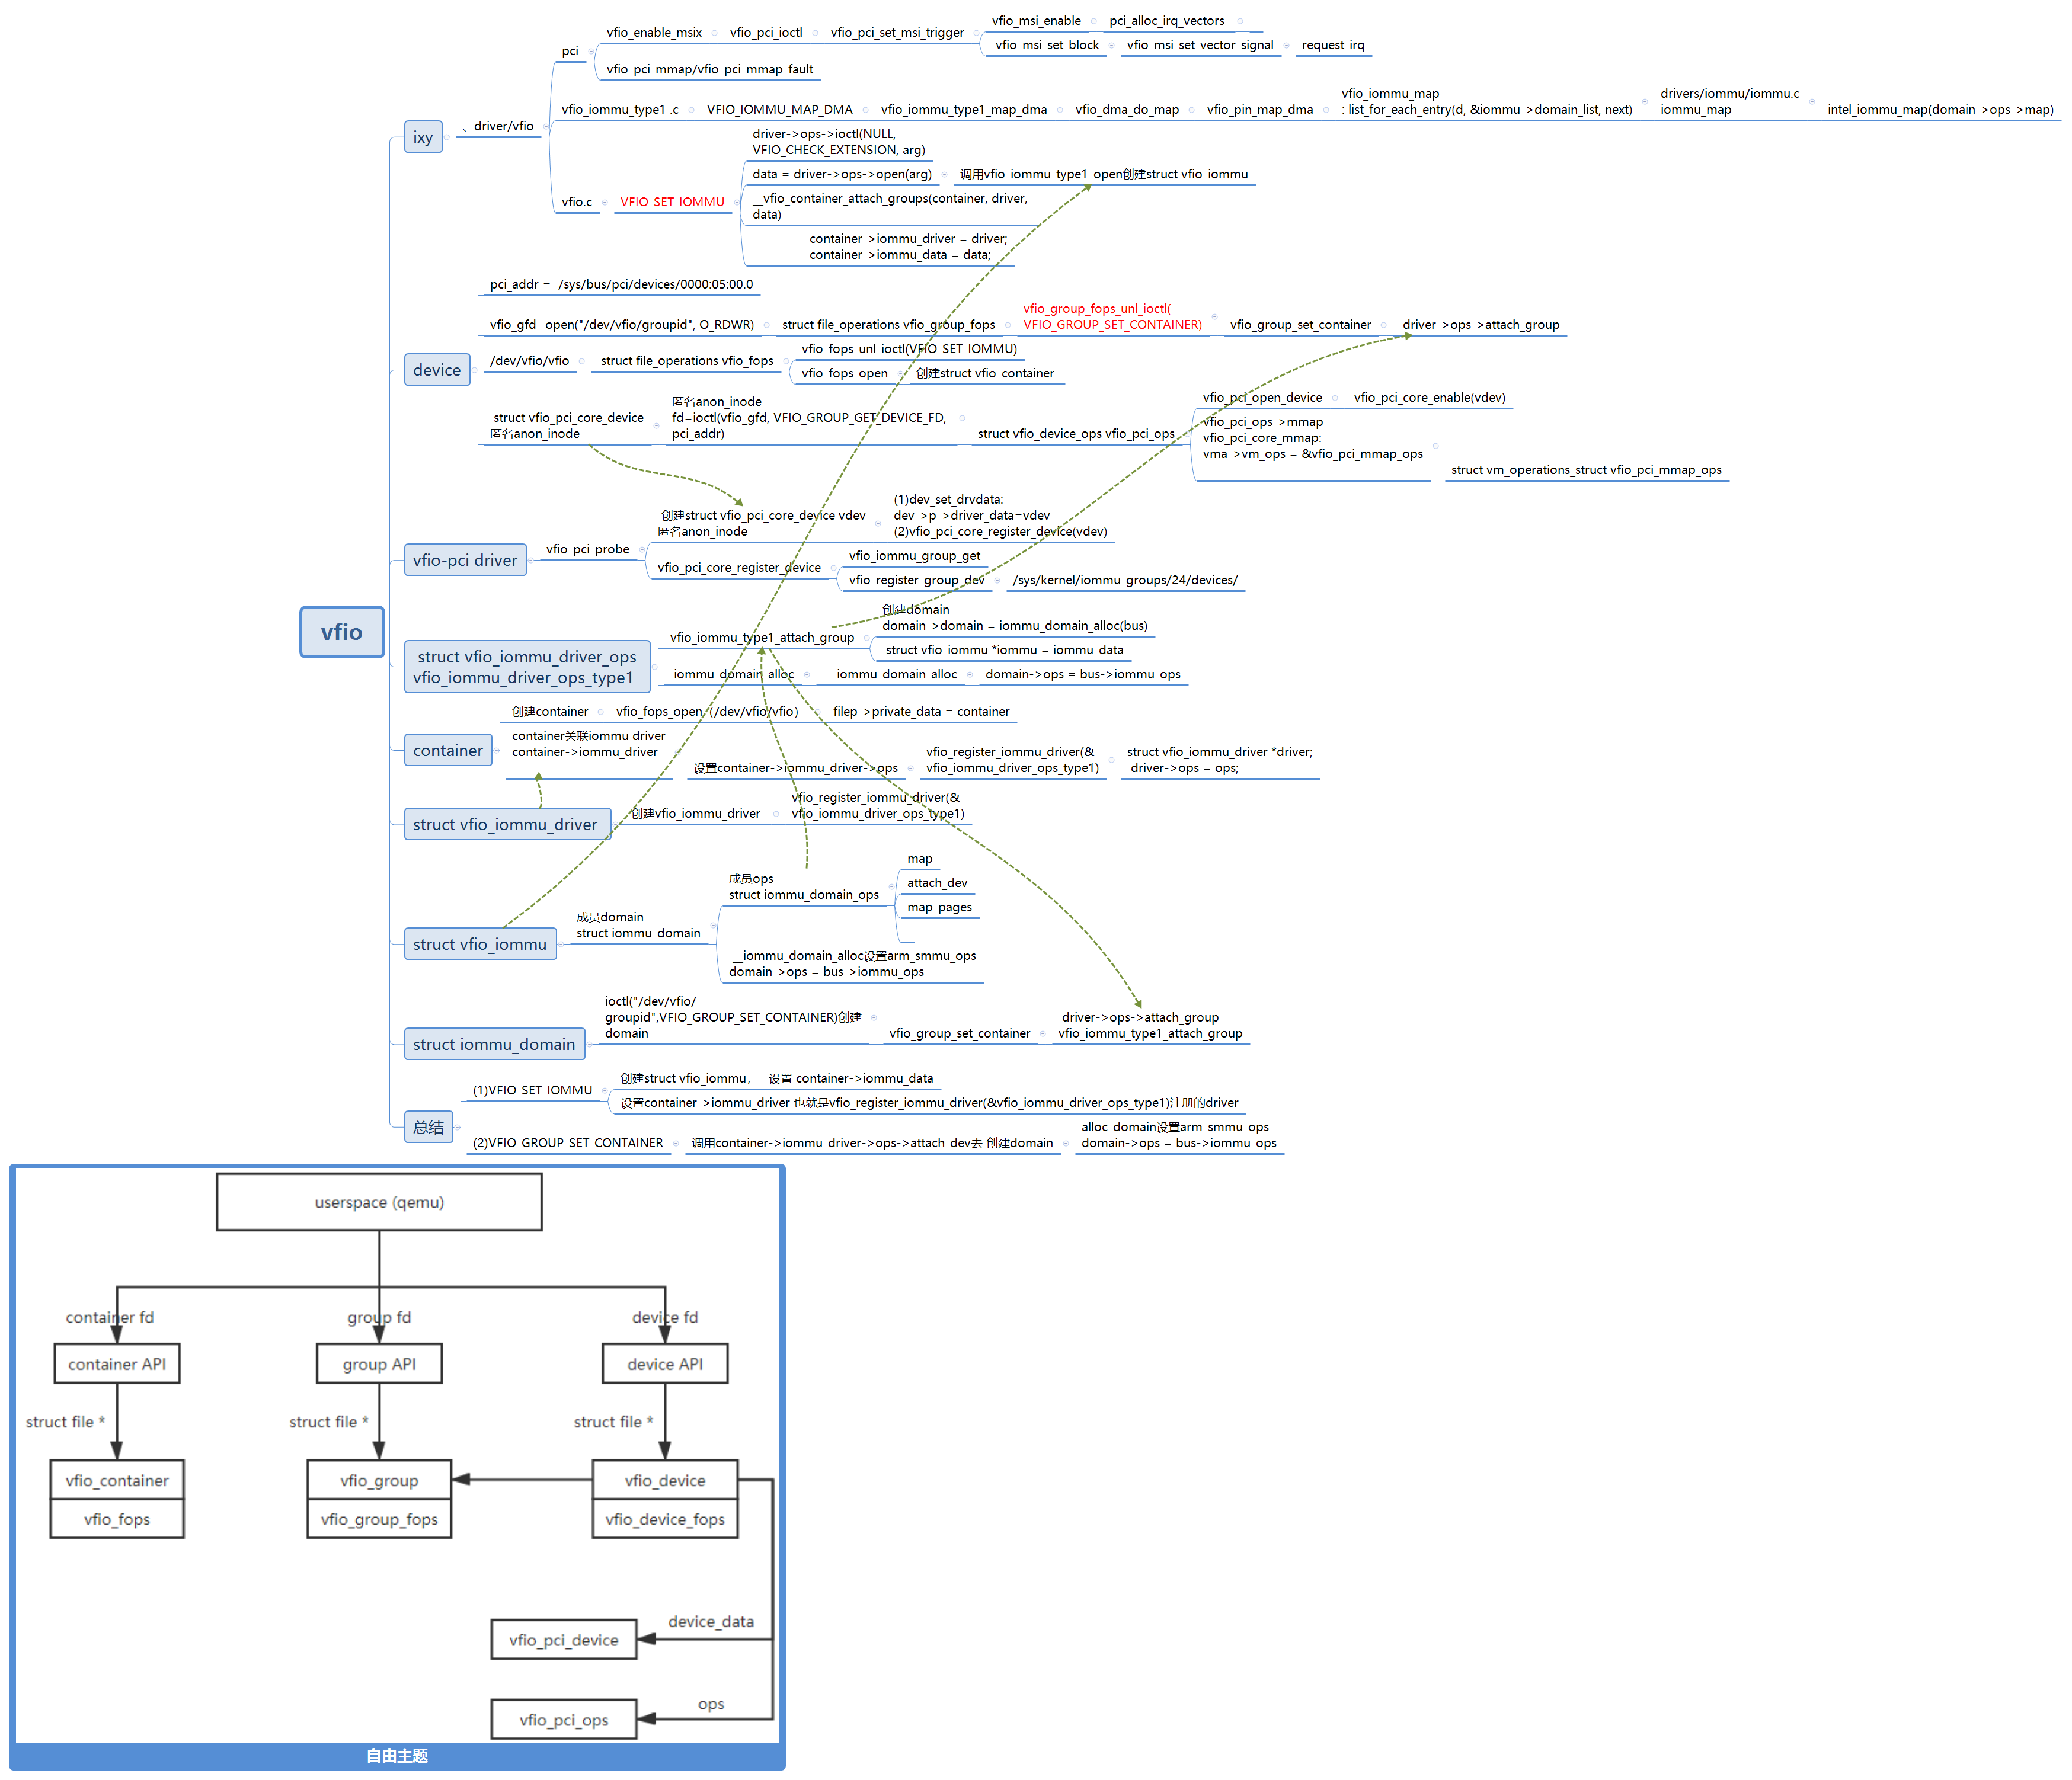 vfio
ixy
、driver/vfio
pci
vfio_enable_msix
vfio_pci_ioctl
vfio_pci_set_msi_trigger
vfio_msi_enable
pci_alloc_irq_vectors
vfio_msi_set_block
vfio_msi_set_vector_signal
request_irq
vfio_pci_mmap/vfio_pci_mmap_fault
vfio_iommu_type1 .c
VFIO_IOMMU_MAP_DMA
vfio_iommu_type1_map_dma
vfio_dma_do_map
vfio_pin_map_dma
vfio_iommu_map
: list_for_each_entry(d, &iommu->domain_list, next)
drivers/iommu/iommu.c
iommu_map
intel_iommu_map(domain->ops->map)
vfio.c
VFIO_SET_IOMMU
driver->ops->ioctl(NULL,
VFIO_CHECK_EXTENSION, arg)
data = driver->ops->open(arg)
调用vfio_iommu_type1_open创建struct vfio_iommu
__vfio_container_attach_groups(container, driver,
data)
container->iommu_driver = driver;
container->iommu_data = data;
device
pci_addr = /sys/bus/pci/devices/0000:05:00.0
vfio_gfd=open("/dev/vfio/groupid", O_RDWR)
struct file_operations vfio_group_fops
vfio_group_fops_unl_ioctl(
VFIO_GROUP_SET_CONTAINER)
vfio_group_set_container
driver->ops->attach_group
/dev/vfio/vfio
struct file_operations vfio_fops
vfio_fops_unl_ioctl(VFIO_SET_IOMMU)
vfio_fops_open
创建struct vfio_container
struct vfio_pci_core_device
匿名anon_inode
匿名anon_inode
fd=ioctl(vfio_gfd, VFIO_GROUP_GET_DEVICE_FD,
pci_addr)
struct vfio_device_ops vfio_pci_ops
vfio_pci_open_device
vfio_pci_core_enable(vdev)
vfio_pci_ops->mmap
vfio_pci_core_mmap:
vma->vm_ops = &vfio_pci_mmap_ops
struct vm_operations_struct vfio_pci_mmap_ops
vfio-pci driver
vfio_pci_probe
创建struct vfio_pci_core_device vdev
匿名anon_inode
(1)dev_set_drvdata:
dev->p->driver_data=vdev
(2)vfio_pci_core_register_device(vdev)
vfio_pci_core_register_device
vfio_iommu_group_get
vfio_register_group_dev
/sys/kernel/iommu_groups/24/devices/
struct vfio_iommu_driver_ops
vfio_iommu_driver_ops_type1
vfio_iommu_type1_attach_group
创建domain
domain->domain = iommu_domain_alloc(bus)
struct vfio_iommu *iommu = iommu_data
iommu_domain_alloc
__iommu_domain_alloc
domain->ops = bus->iommu_ops
container
创建container
vfio_fops_open（/dev/vfio/vfio）
filep->private_data = container
container关联iommu driver
container->iommu_driver
设置container->iommu_driver->ops
vfio_register_iommu_driver(&
vfio_iommu_driver_ops_type1)
struct vfio_iommu_driver *driver;
driver->ops = ops;
struct vfio_iommu_driver
创建vfio_iommu_driver
vfio_register_iommu_driver(&
vfio_iommu_driver_ops_type1)
struct vfio_iommu
成员domain
struct iommu_domain
成员ops
struct iommu_domain_ops
map
attach_dev
map_pages
__iommu_domain_alloc设置arm_smmu_ops
domain->ops = bus->iommu_ops
struct iommu_domain
ioctl("/dev/vfio/
groupid",VFIO_GROUP_SET_CONTAINER)创建
domain
vfio_group_set_container
driver->ops->attach_group
vfio_iommu_type1_attach_group
总结
(1)VFIO_SET_IOMMU
创建struct vfio_iommu， 设置 container->iommu_data
设置container->iommu_driver 也就是vfio_register_iommu_driver(&vfio_iommu_driver_ops_type1)注册的driver
(2)VFIO_GROUP_SET_CONTAINER
调用container->iommu_driver->ops->attach_dev去 创建domain
alloc_domain设置arm_smmu_ops
domain->ops = bus->iommu_ops
userspace (qemu)
container fd
group fd
device fd
container API
group API
device API
struct file *
struct file *
struct file *
vfio_container
vfio_group
vfio_device
vfio_fops
vfio_group_fops
vfio_device_fops
device_data
vfio_pci_device
ops
vfio_pci_ops
自由主题